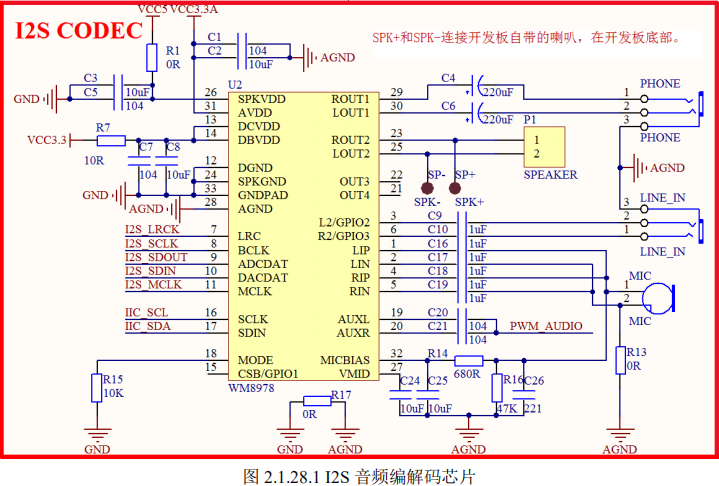 VCC5 VCC3.3A
I2S CODEC
SPK+和SPK-连接开发板自带的喇叭，在开发板底部。
R1
0R
C1
C2
104
10uF
AGND
C3
C5
10uF
104
GND
U2
C4
220uF
C6
220uF
PHONE
1
2
3
PHONE
26 SPKVDD ROUT1 29
31 AVDD LOUT1 30
13 DCVDD ROUT2 23
14 DBVDD LOUT2 25
P1
1
2
SPEAKER
VCC3.3
R7
10R
C7
104
C8
10uF
12 DGND
24 SPKGND OUT3 22
33 GNDPAD OUT4 21
28 AGND
GND
AGND
SP- SP+
SPK- SPK+
AGND
LINE_IN
3
2
1
LINE_IN
L2/GPIO2 3 C9 1uF
I2S_LRCK 7 LRC R2/GPIO3 6 C10 1uF
I2S_SCLK 8 BCLK LIP 1 C16 1uF
I2S_SDOUT 9 ADCDAT LIN 2 C17 1uF
I2S_SDIN 10 DACDAT RIP 4 C18 1uF
I2S_MCLK 11 MCLK RIN 5 C19 1uF
MIC
1
2
MIC
IIC_SCL 16 SCLK AUXL 19 C20 104
IIC_SDA 17 SDIN AUXR 20 C21 104 PWM_AUDIO
18 MODE MICBIAS 32 R14 680R
15 CSB/GPIO1 VMID 27
WM8978
R15
10K
R17
0R
C24
10uF
C25
10uF
R16
47K
C26
221
R13
0R
GND GND AGND AGND AGND
图 2.1.28.1 I2S 音频编解码芯片